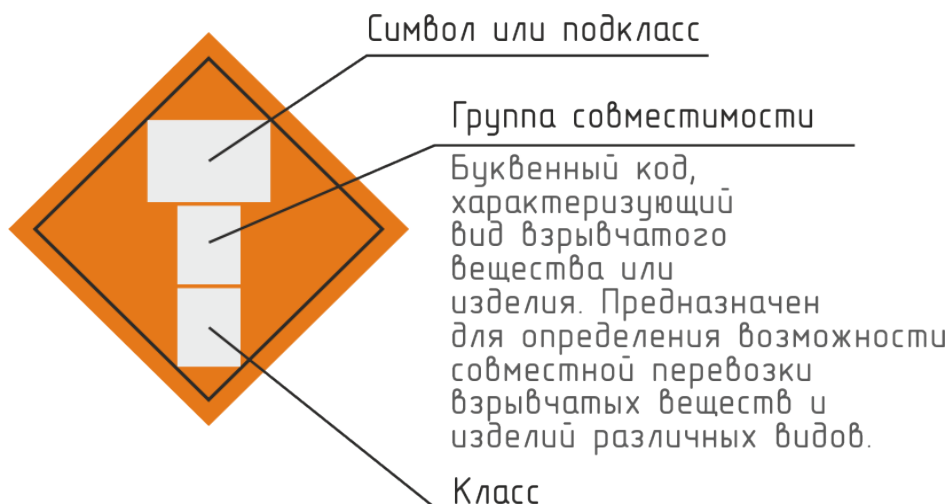 Символ или подкласс
Группа совместимости
Буквенный код,
характеризующий
вид взрывчатого
вещества или
изделия. Предназначен
для определения возможности
совместной перевозки
взрывчатых веществ и
изделий различных видов.
Класс